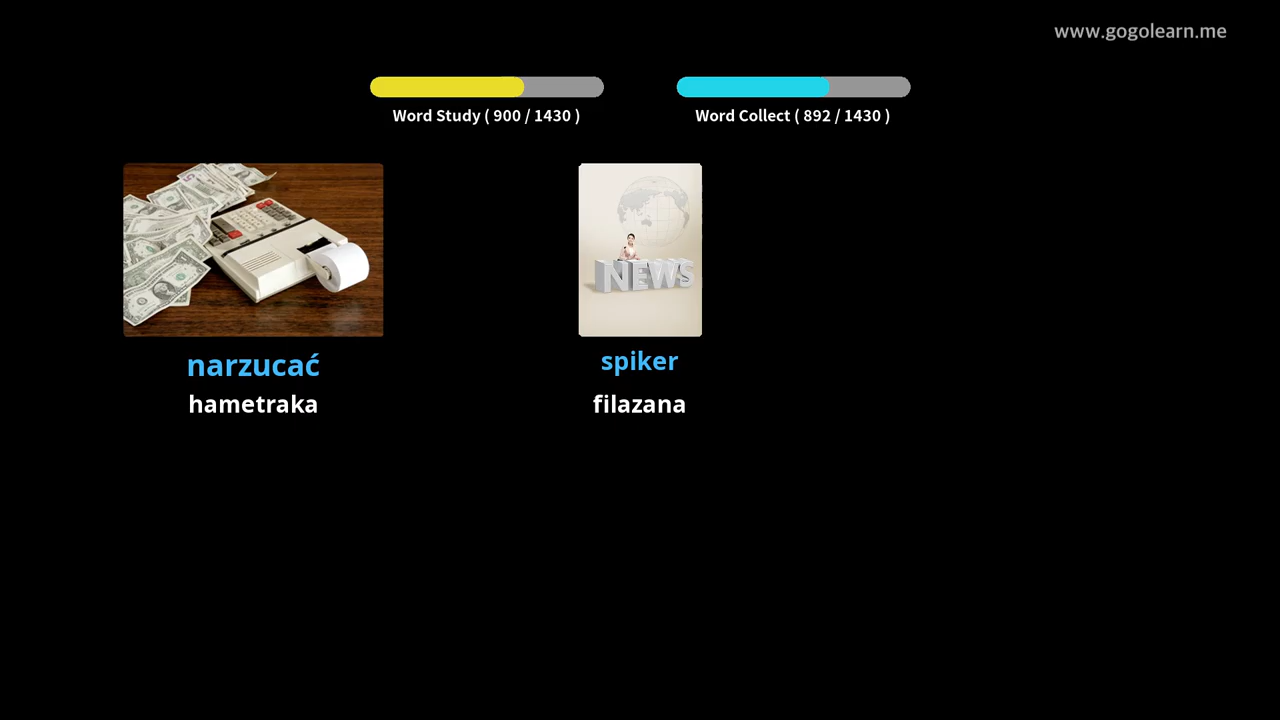 www.gogolearn.me
Word Study ( 900 / 1430 )
Word Collect ( 892 / 1430 )
NEWS
narzucać
spiker
hametraka
filazana